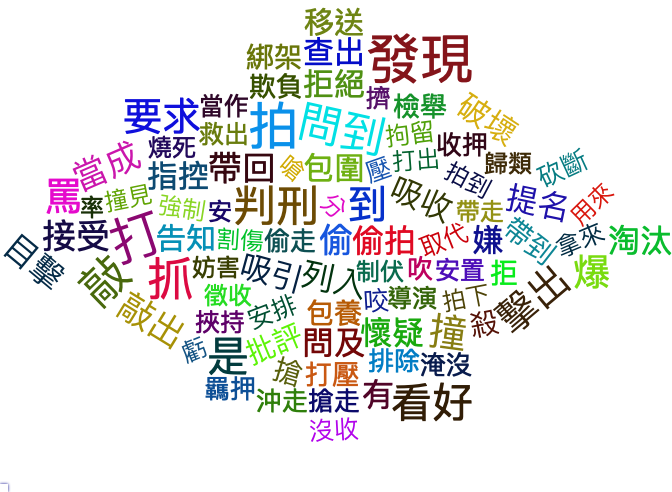 移送
綁架 查出 發現
欺負 拒絕 擠
要求 當作 拍 問到 檢舉 破壞
救出 拘留 收押
燒死 帶回 嗆 包圍 壓 打出 歸類 砍斷
當成 指控 拍到
罵 率 撞見 強制 安 判刑 分 到 吸收 帶走 提名 用來
接受 打 告知 割傷 偷走 偷 偷拍 取代 嫌 帶到 拿來 淘汰
目擊 敲 抓 妨害 吸引 列入 制伏 吹 安置 拒 爆
敲出 徵收 安排 包養 咬 導演 拍下 擊出
挾持 懷疑 撞 殺
虧 是 批評 問及 排除 淹沒
羈押 搶 打壓
沖走 搶走 有 看好
沒收